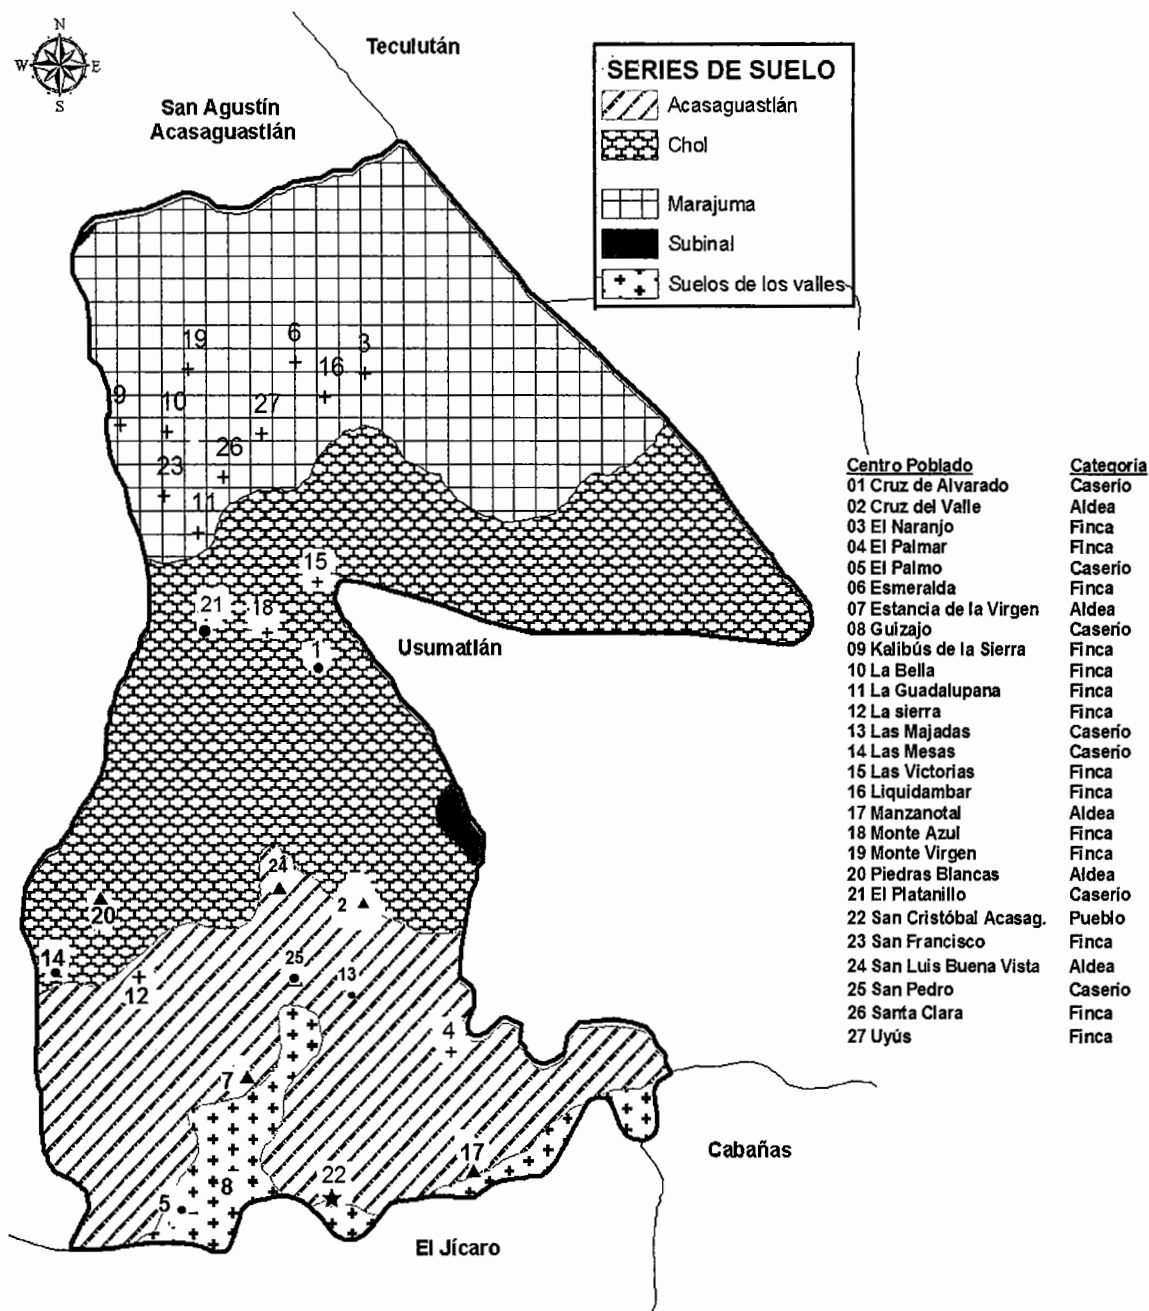 N
W E
S
Teculután
San Agustín
Acasaguastlán
SERIES DE SUELO
Acasaguastlán
Chol
Marajuma
Subinal
Suelos de los valles
19
6
3
16
9
10
27
26
23
11
15
21
18
1
Usumatlán
24
2
20
14
12
25
13
4
7
17
22
8
5
Cabañas
El Jícaro
Centro Poblado Categoría
01 Cruz de Alvarado Caserío
02 Cruz del Valle Aldea
03 El Naranjo Finca
04 El Palmar Finca
05 El Palmo Caserío
06 Esmeralda Finca
07 Estancia de la Virgen Aldea
08 Guizajo Caserío
09 Kalibús de la Sierra Finca
10 La Bella Finca
11 La Guadalupana Finca
12 La sierra Finca
13 Las Majadas Caserío
14 Las Mesas Caserío
15 Las Victorias Finca
16 Liquidambar Finca
17 Manzanotal Aldea
18 Monte Azul Finca
19 Monte Virgen Finca
20 Piedras Blancas Aldea
21 El Platanillo Caserío
22 San Cristóbal Acasag. Pueblo
23 San Francisco Finca
24 San Luis Buena Vista Aldea
25 San Pedro Caserío
26 Santa Clara Finca
27 Uyús Finca